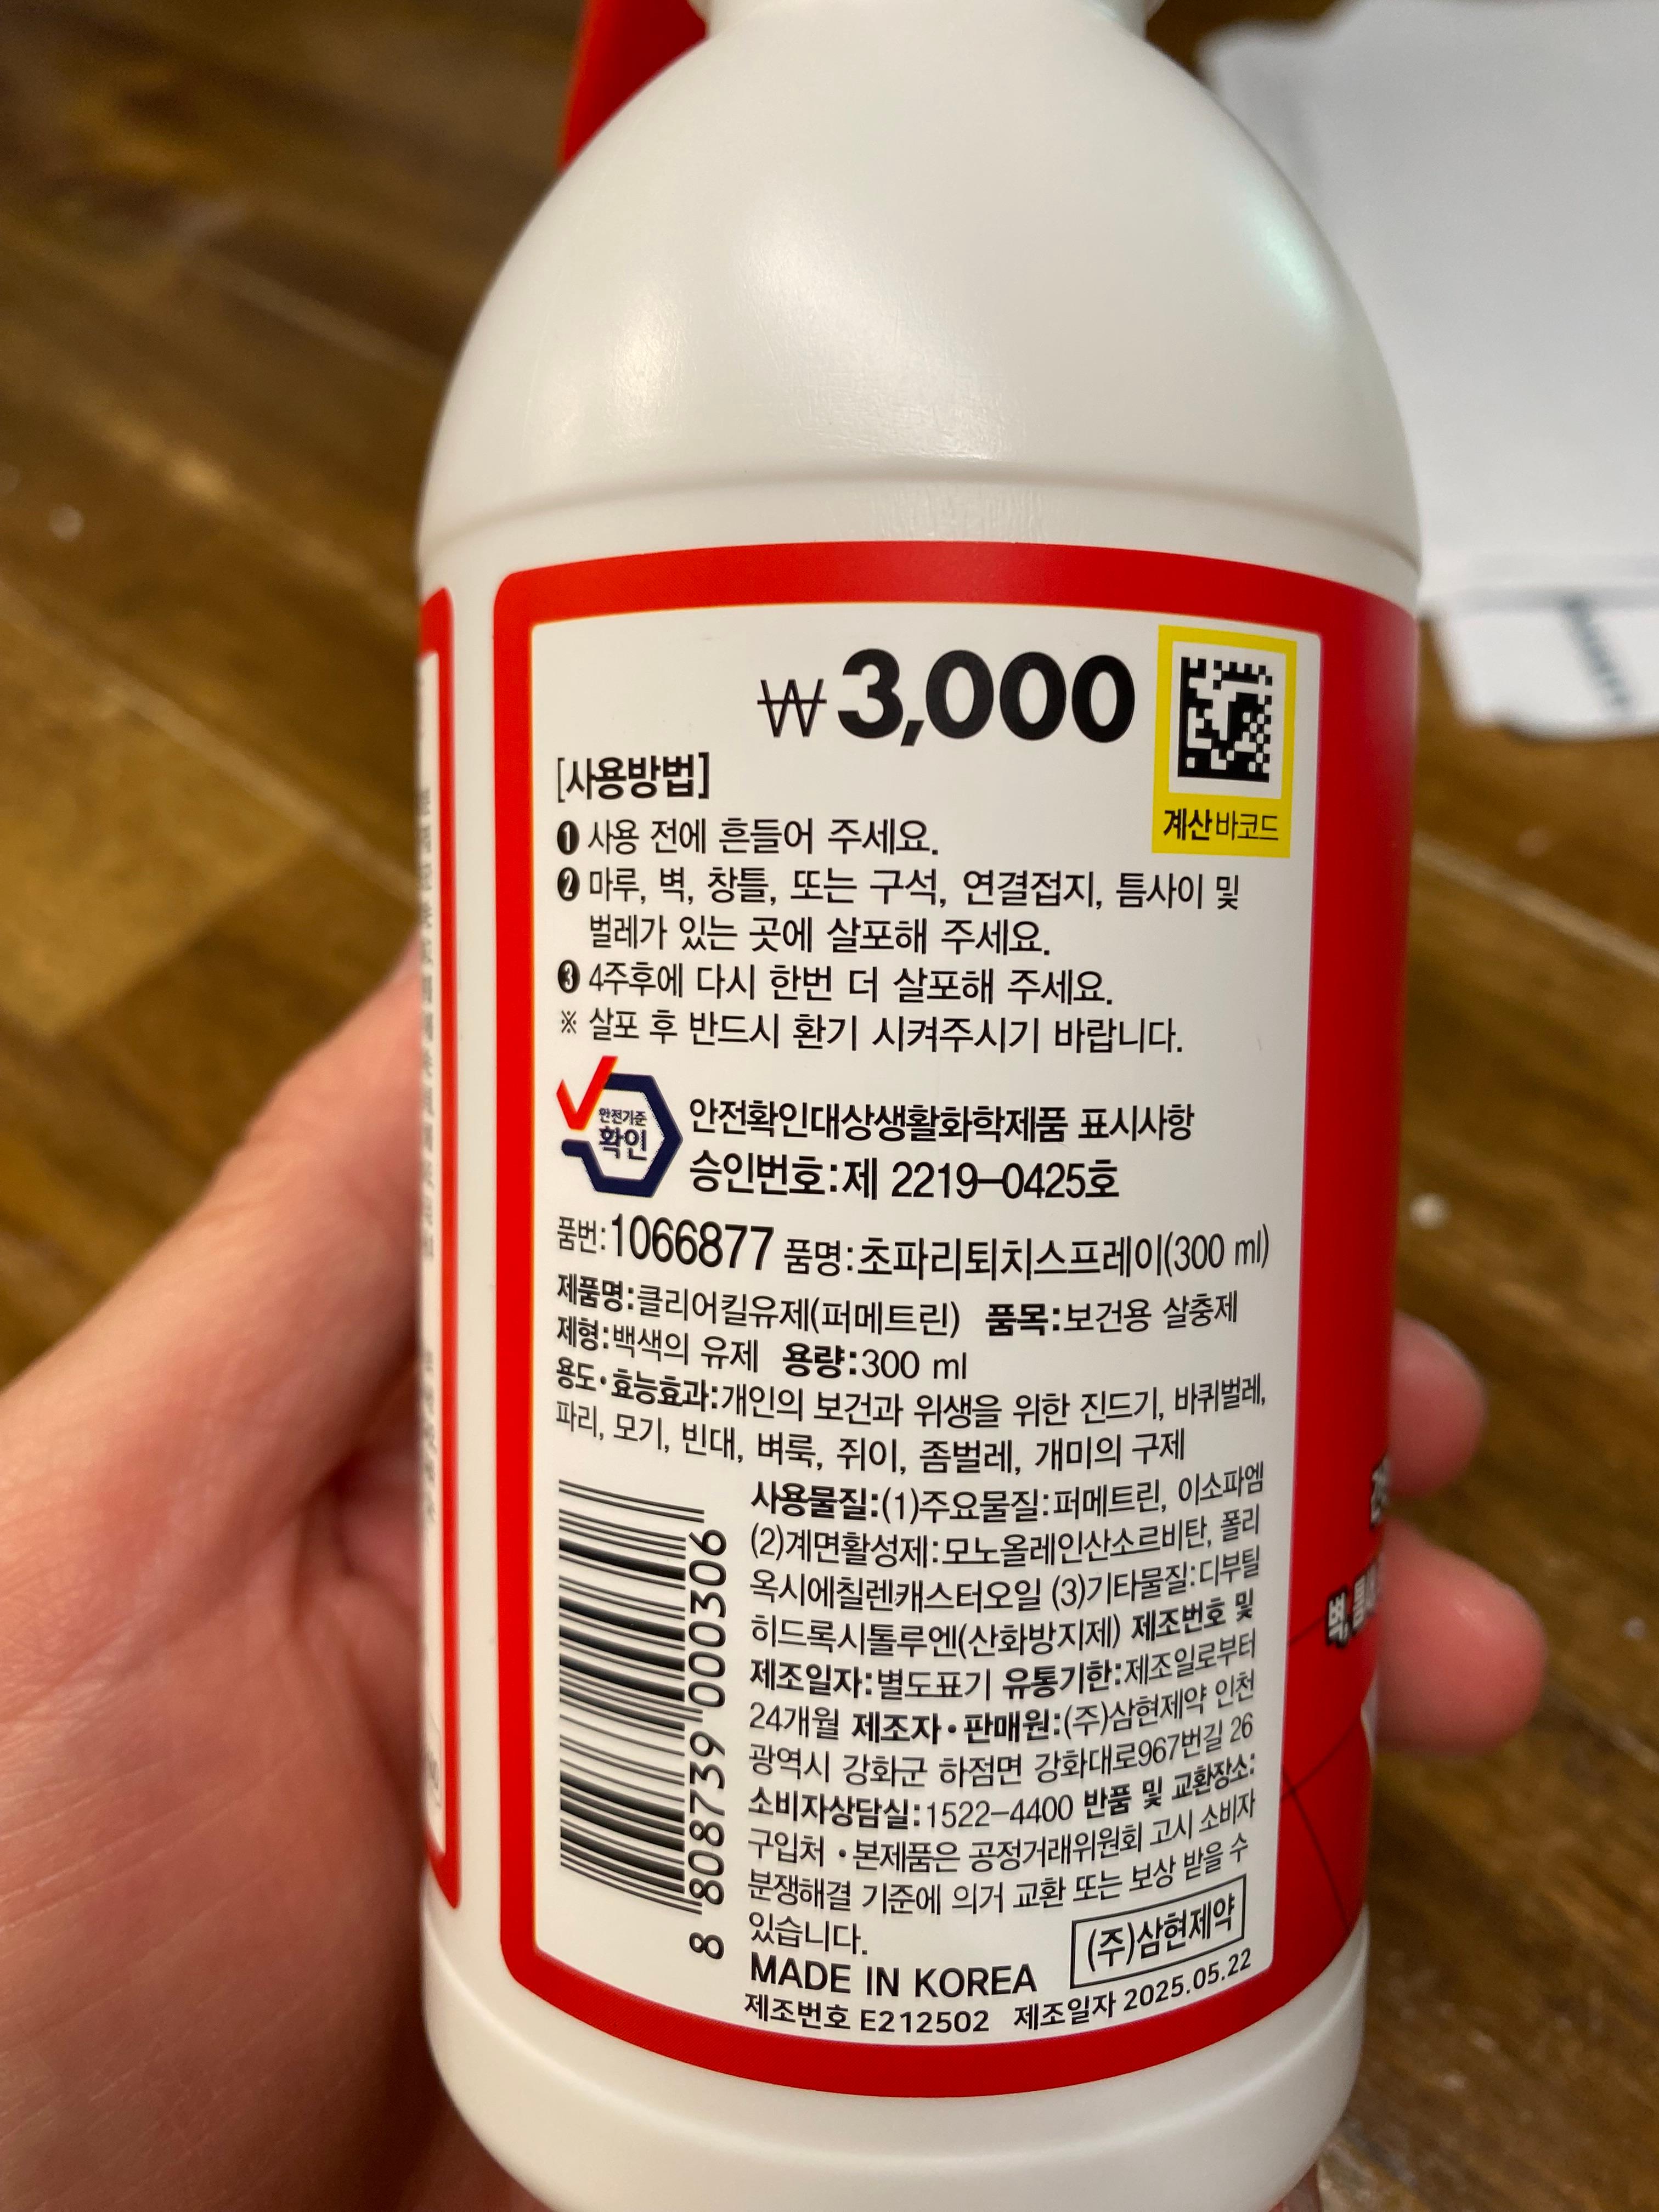 ₩3,000
계산바코드
[사용방법]
❶ 사용 전에 흔들어 주세요.
❷ 마루, 벽, 창틀, 또는 구석, 연결접지, 틈사이 및
벌레가 있는 곳에 살포해 주세요.
❸ 4주후에 다시 한번 더 살포해 주세요.
※ 살포 후 반드시 환기 시켜주시기 바랍니다.
안전기준
확인
안전확인대상생활화학제품 표시사항
승인번호:제 2219-0425호
품번:1066877 품명:초파리퇴치스프레이(300 ml)
제품명:클리어킬유제(퍼메트린) 품목:보건용 살충제
제형:백색의 유제 용량:300 ml
용도•효능효과:개인의 보건과 위생을 위한 진드기, 바퀴벌레,
파리, 모기, 빈대, 벼룩, 쥐이, 좀벌레, 개미의 구제
사용물질:(1)주요물질:퍼메트린, 이소파엠
(2)계면활성제:모노올레인산소르비탄, 폴리
옥시에칠렌캐스터오일 (3)기타물질:디부틸
히드록시톨루엔(산화방지제) 제조번호 및
제조일자:별도표기 유통기한:제조일로부터
24개월 제조자•판매원:(주)삼현제약 인천
광역시 강화군 하점면 강화대로967번길 26
소비자상담실:1522-4400 반품 및 교환장소:
구입처 •본제품은 공정거래위원회 고시 소비자
분쟁해결 기준에 의거 교환 또는 보상 받을 수
있습니다.
(주)삼현제약
MADE IN KOREA
제조번호 E212502 제조일자 2025.05.22
8 808739 000306